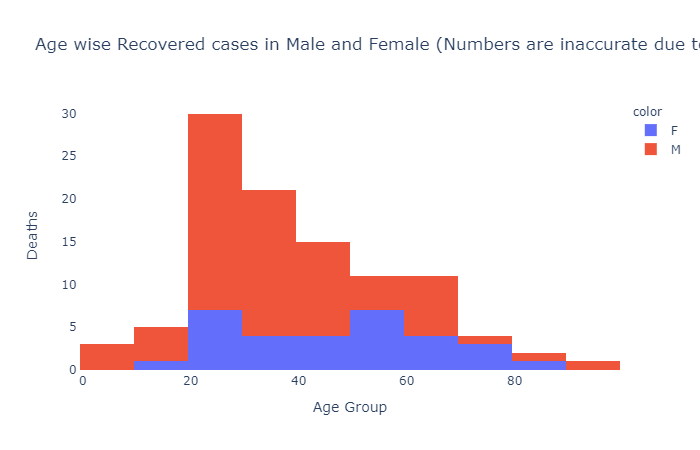 Age wise Recovered cases in Male and Female (Numbers are inaccurate due t
color
F
M
30
25
20
15
10
5
0
Deaths
0 20 40 60 80
Age Group